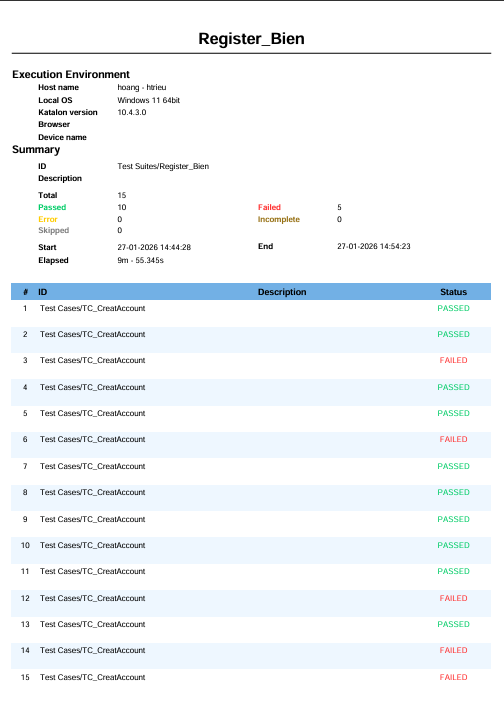 Register_Bien
Execution Environment
Host name hoang - htrieu
Local OS Windows 11 64bit
Katalon version 10.4.3.0
Browser
Device name
Summary
ID Test Suites/Register_Bien
Description
Total 15
Passed 10 Failed 5
Error 0 Incomplete 0
Skipped 0
Start 27-01-2026 14:44:28 End 27-01-2026 14:54:23
Elapsed 9m - 55.345s
# ID Description Status
1 Test Cases/TC_CreatAccount PASSED
2 Test Cases/TC_CreatAccount PASSED
3 Test Cases/TC_CreatAccount FAILED
4 Test Cases/TC_CreatAccount PASSED
5 Test Cases/TC_CreatAccount PASSED
6 Test Cases/TC_CreatAccount FAILED
7 Test Cases/TC_CreatAccount PASSED
8 Test Cases/TC_CreatAccount PASSED
9 Test Cases/TC_CreatAccount PASSED
10 Test Cases/TC_CreatAccount PASSED
11 Test Cases/TC_CreatAccount PASSED
12 Test Cases/TC_CreatAccount FAILED
13 Test Cases/TC_CreatAccount PASSED
14 Test Cases/TC_CreatAccount FAILED
15 Test Cases/TC_CreatAccount FAILED